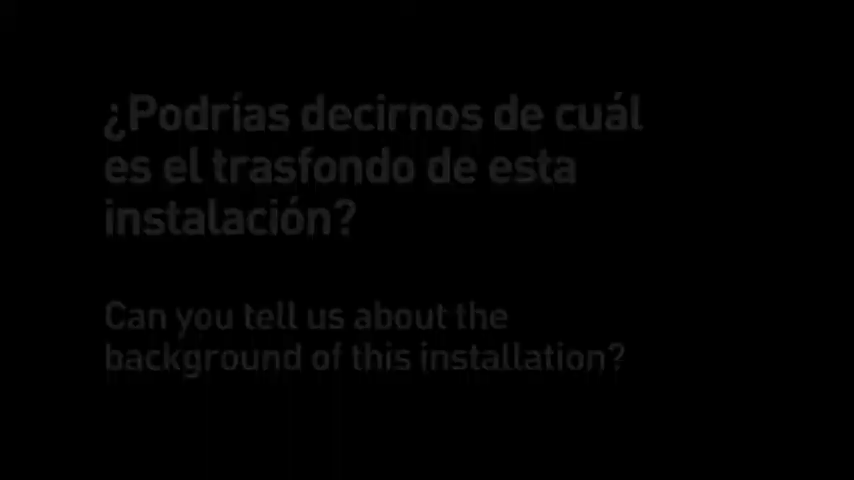 ¿Podrías decirnos de cuál
es el trasfondo de esta
instalación?
Can you tell us about the
background of this installation?